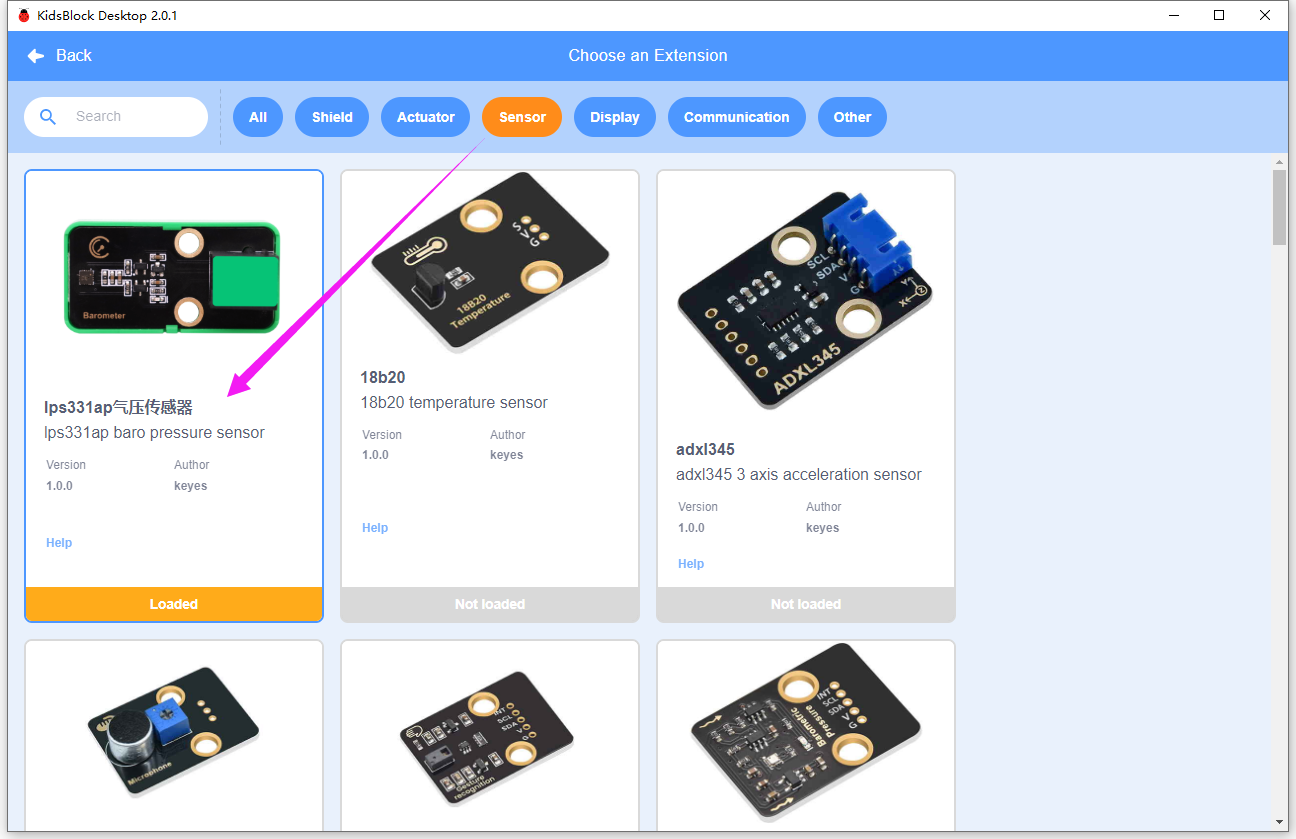 KidsBlock Desktop 2.0.1
Back
Choose an Extension
Search
All
Shield
Actuator
Sensor
Display
Communication
Other
Barometer
lps331ap气压传感器
lps331ap baro pressure sensor
Version
Author
1.0.0
keyes
Help
Loaded
S
V
G
18B20
Temperature
18b20
18b20 temperature sensor
Version
Author
1.0.0
keyes
Help
Not loaded
SCL
SDA
V
G
Y
X
Z
ADXL345
adxl345
adxl345 3 axis acceleration sensor
Version
Author
1.0.0
keyes
Help
Not loaded
Microphone
INT
SCL
SDA
V
G
Gesture
recognition
INT
SCL
SDA
V
G
Barometric
Pressure